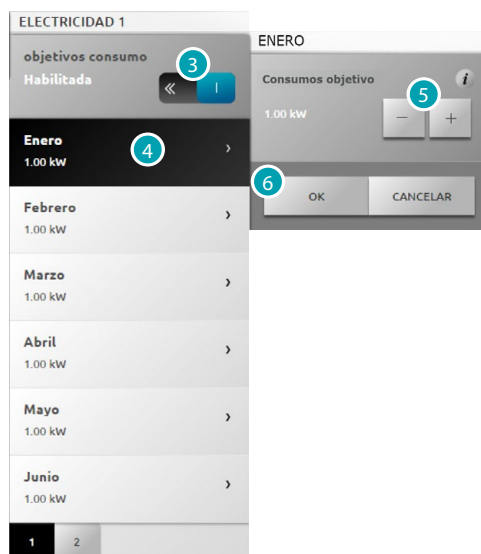 ELECTRICIDAD 1
objetivos consumo
Habilitada
3
Enero
1.00 kW
4
Febrero
1.00 kW
Marzo
1.00 kW
Abril
1.00 kW
Mayo
1.00 kW
Junio
1.00 kW
1 2
ENERO
Consumos objetivo
i
1.00 kW
5
− +
6
OK CANCELAR